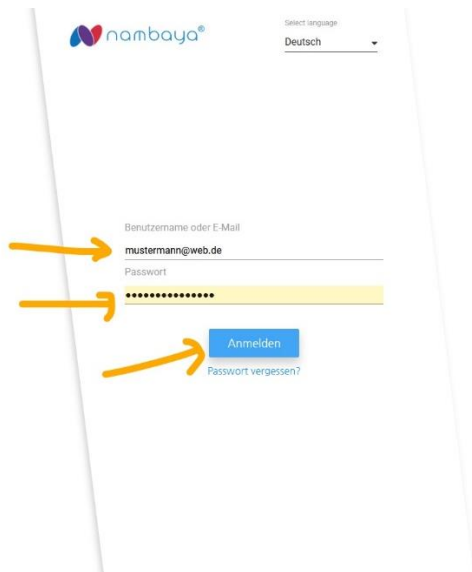 nambaya®
Select language
Deutsch
Benutzername oder E-Mail
mustermann@web.de
Passwort
•••••••••••••••
Anmelden
Passwort vergessen?